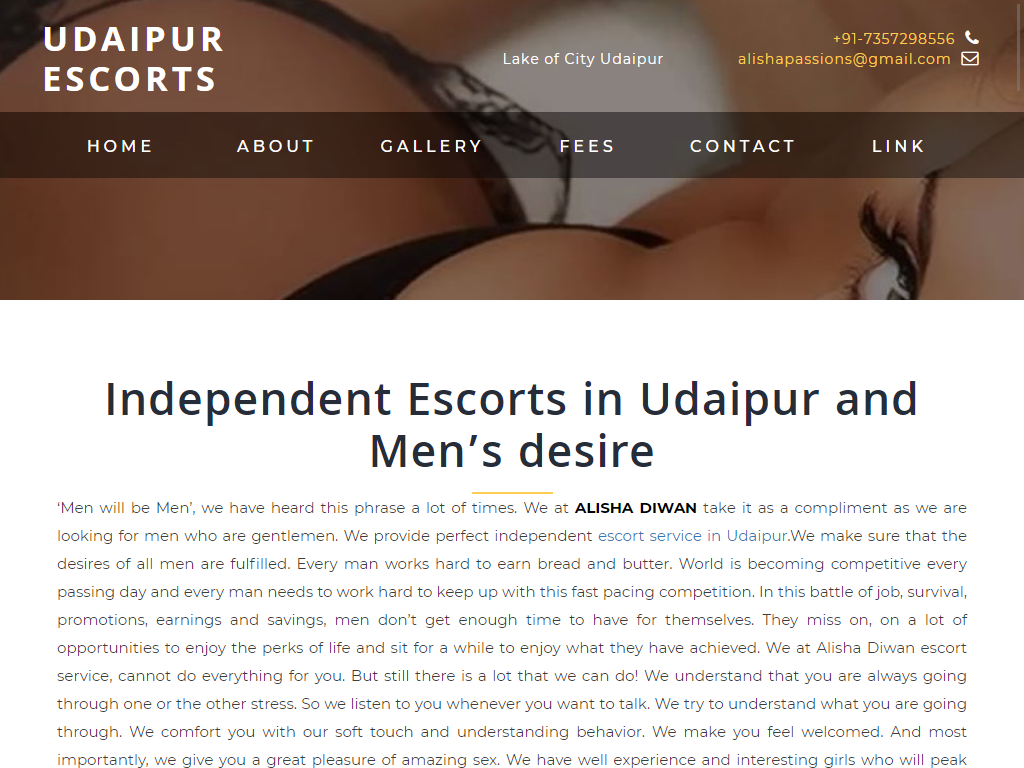 UDAIPUR
ESCORTS
Lake of City Udaipur
+91-7357298556
alishapassions@gmail.com
HOME ABOUT GALLERY FEES CONTACT LINK
Independent Escorts in Udaipur and
Men’s desire
‘Men will be Men’, we have heard this phrase a lot of times. We at ALISHA DIWAN take it as a compliment as we are
looking for men who are gentlemen. We provide perfect independent escort service in Udaipur.We make sure that the
desires of all men are fulfilled. Every man works hard to earn bread and butter. World is becoming competitive every
passing day and every man needs to work hard to keep up with this fast pacing competition. In this battle of job, survival,
promotions, earnings and savings, men don’t get enough time to have for themselves. They miss on, on a lot of
opportunities to enjoy the perks of life and sit for a while to enjoy what they have achieved. We at Alisha Diwan escort
service, cannot do everything for you. But still there is a lot that we can do! We understand that you are always going
through one or the other stress. So we listen to you whenever you want to talk. We try to understand what you are going
through. We comfort you with our soft touch and understanding behavior. We make you feel welcomed. And most
importantly, we give you a great pleasure of amazing sex. We have well experience and interesting girls who will peak